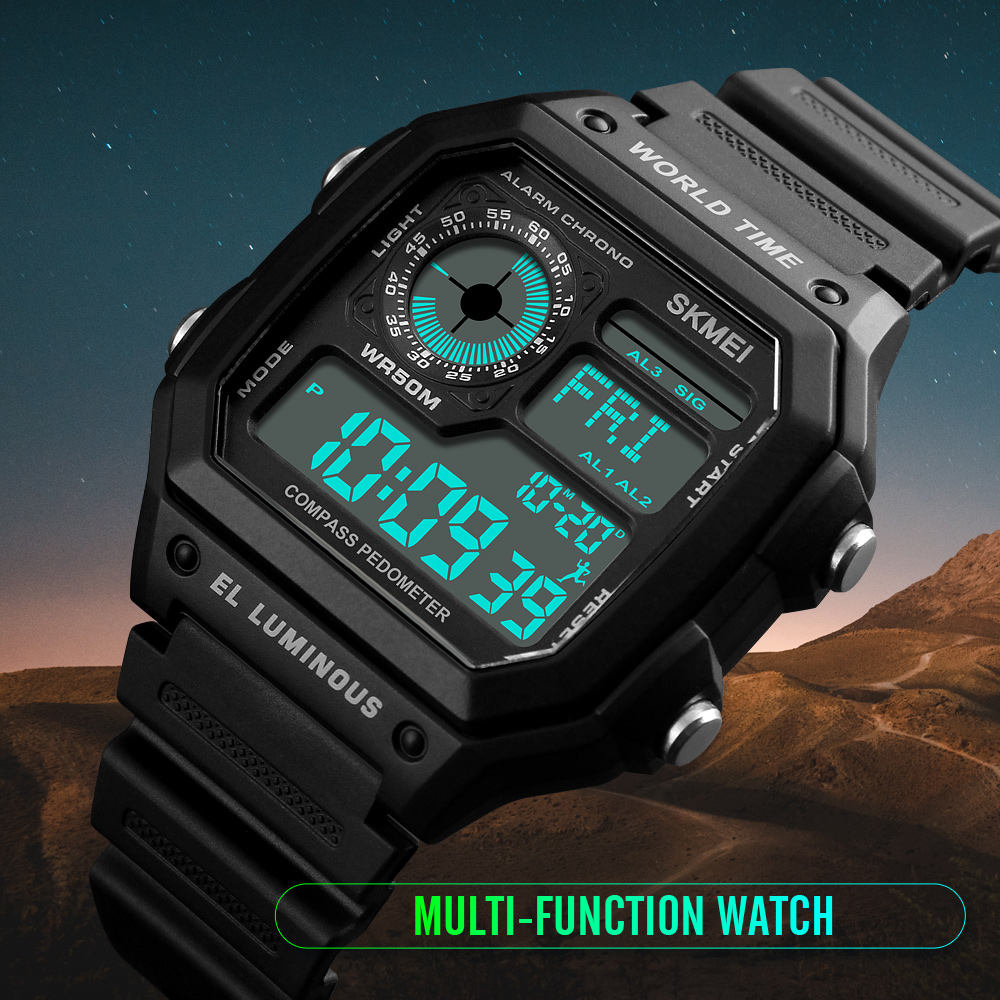 WORLD TIME
ALARM CHRONO
LIGHT
45 50 55 60 05 10 15 20 25 30 35 40
WR50M
MODE
SKMEI
AL3 SIG
FRI
AL1 AL2
START
P
10:09
10-20
M
D
39
COMPASS PEDOMETER
EL LUMINOUS
MULTI-FUNCTION WATCH